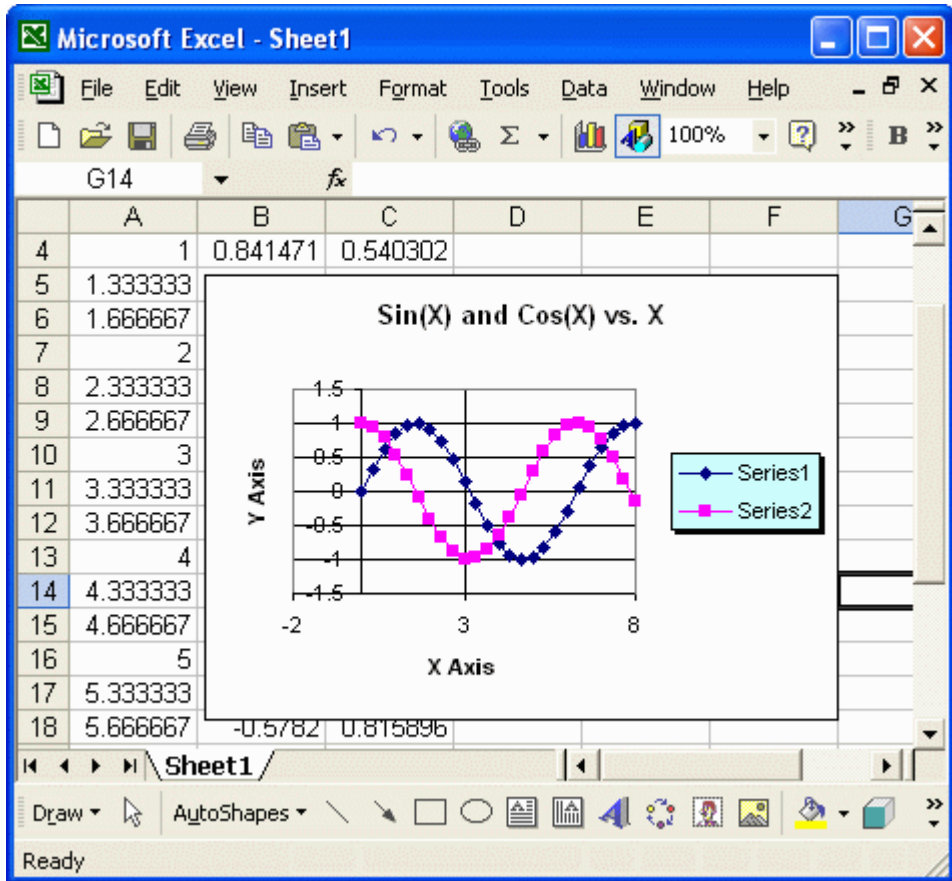 Microsoft Excel - Sheet1
File Edit View Insert Format Tools Data Window Help
Σ 100% ? » B »
G14 fx
A B C D E F G
4 1 0.841471 0.540302
5 1.333333
6 1.666667
7 2
8 2.333333
9 2.666667
10 3
11 3.333333
12 3.666667
13 4
14 4.333333
15 4.666667
16 5
17 5.333333
18 5.666667 -0.5782 0.815896
Sin(X) and Cos(X) vs. X
Y Axis
1.5
1
0.5
0
-0.5
-1
-1.5
-2 3 8
X Axis
Series1
Series2
Sheet1
Draw AutoShapes A »
Ready